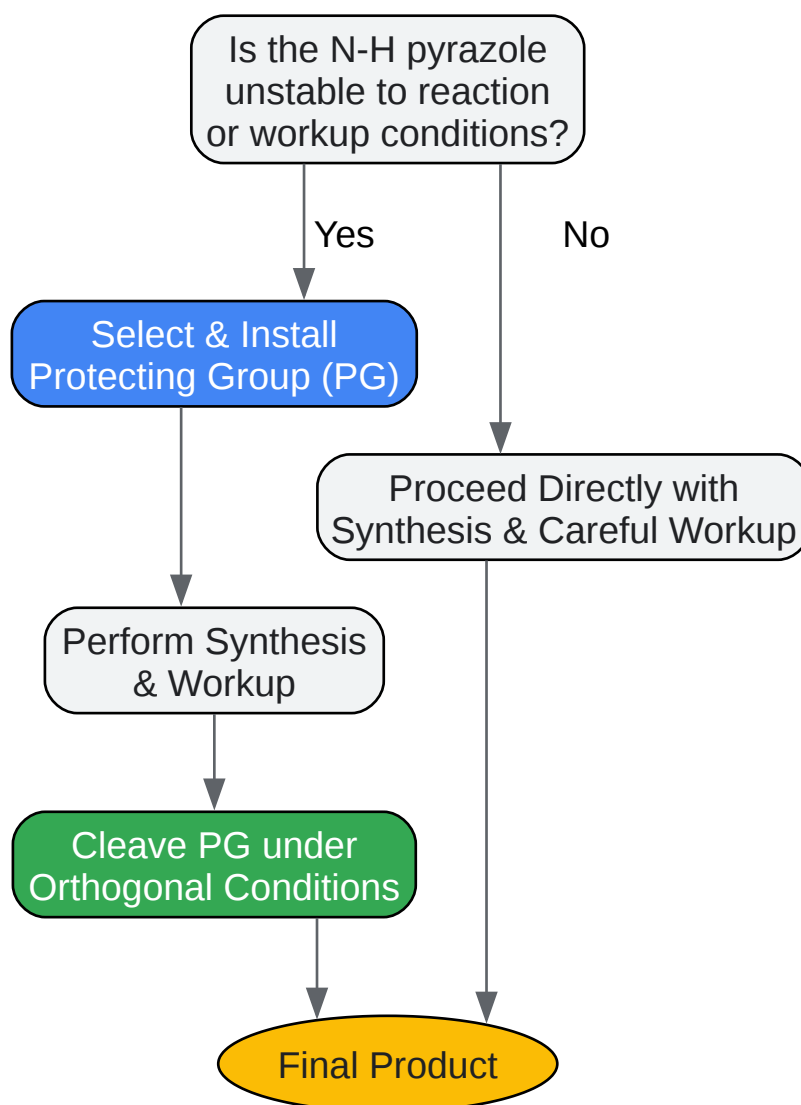 Is the N-H pyrazole
unstable to reaction
or workup conditions?
Yes
No
Select & Install
Protecting Group (PG)
Proceed Directly with
Synthesis & Careful Workup
Perform Synthesis
& Workup
Cleave PG under
Orthogonal Conditions
Final Product